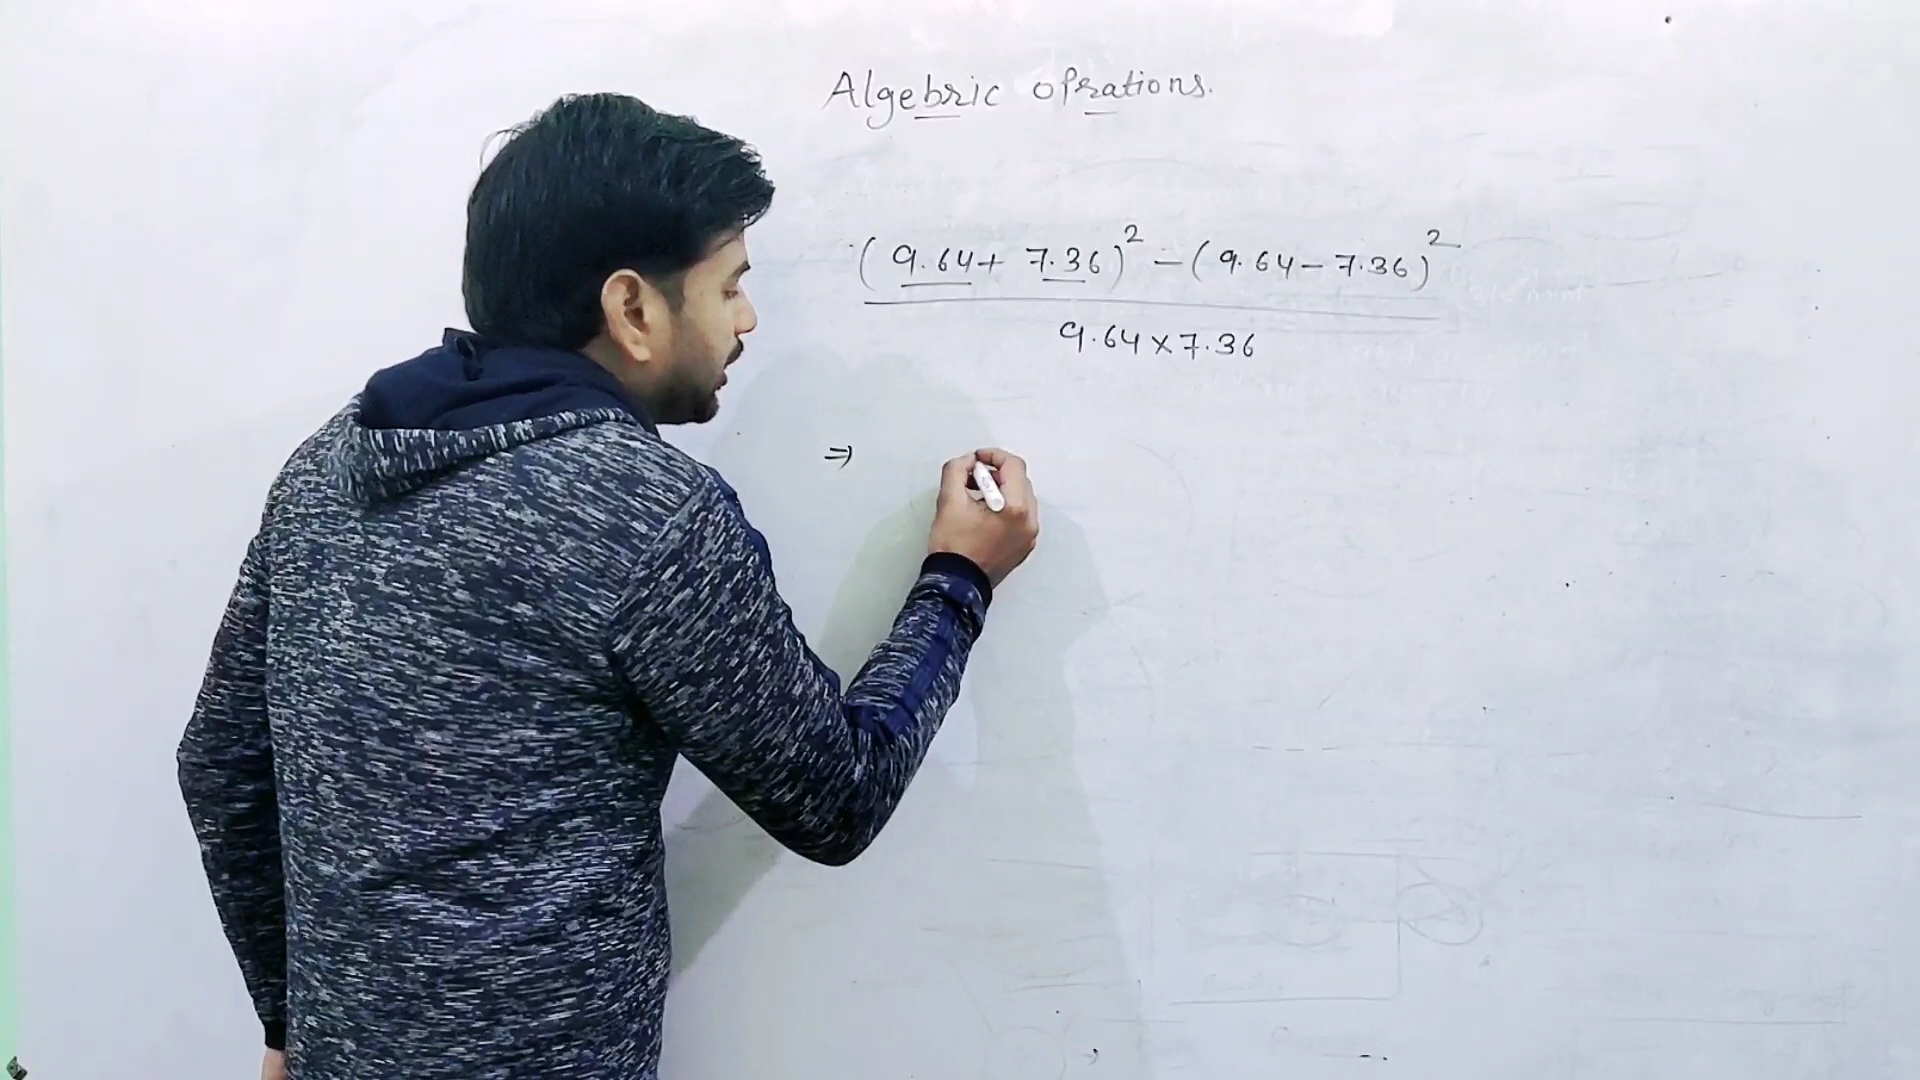 Algebric oprations.
(9.64+ 7.36)² - (9.64-7.36)²
9.64×7.36
⇒